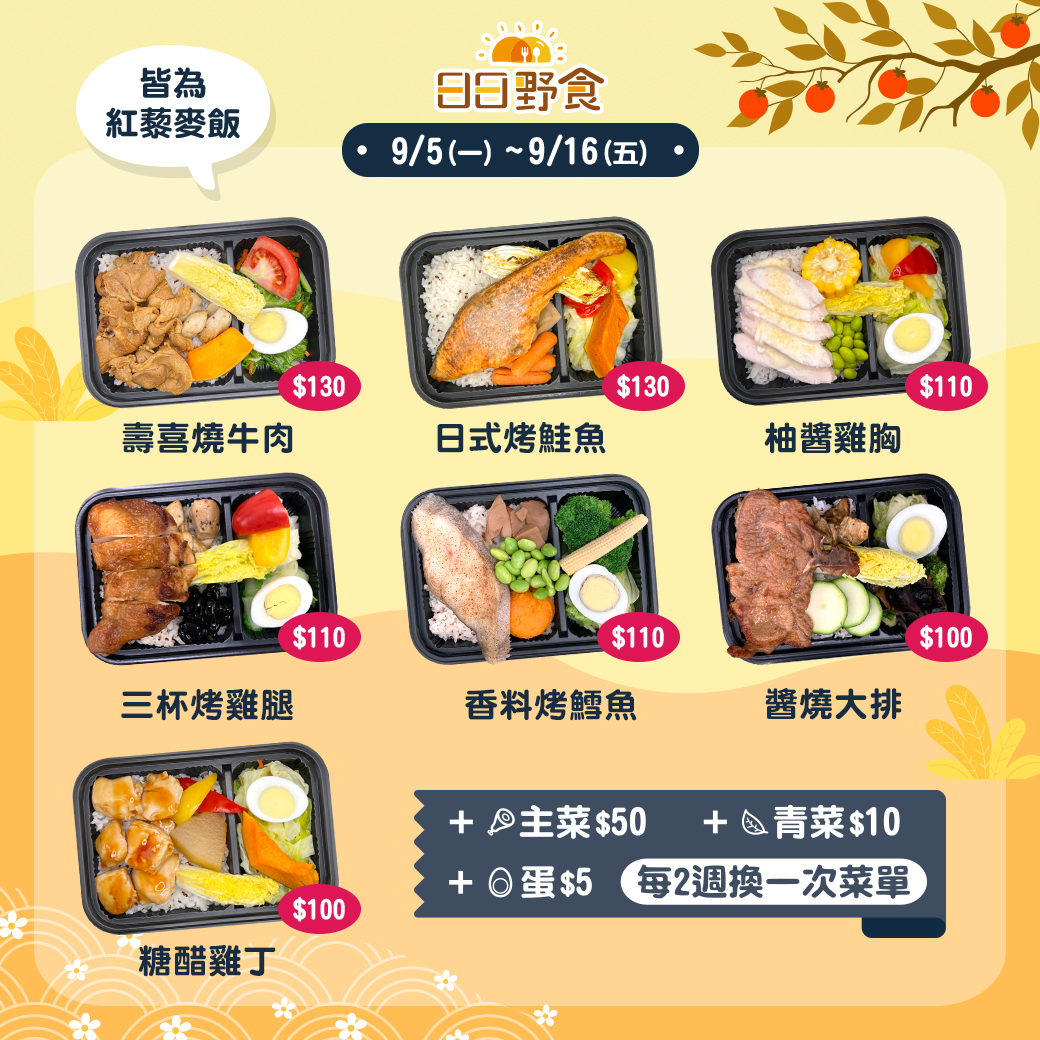 日日野食
皆為
紅藜麥飯
9/5(一) ~9/16(五)
$130
$130
$110
壽喜燒牛肉
日式烤鮭魚
柚醬雞胸
$110
$110
$100
三杯烤雞腿
香料烤鱈魚
醬燒大排
$100
糖醋雞丁
+ 主菜$50
+ 青菜$10
+ 蛋$5
每2週換一次菜單